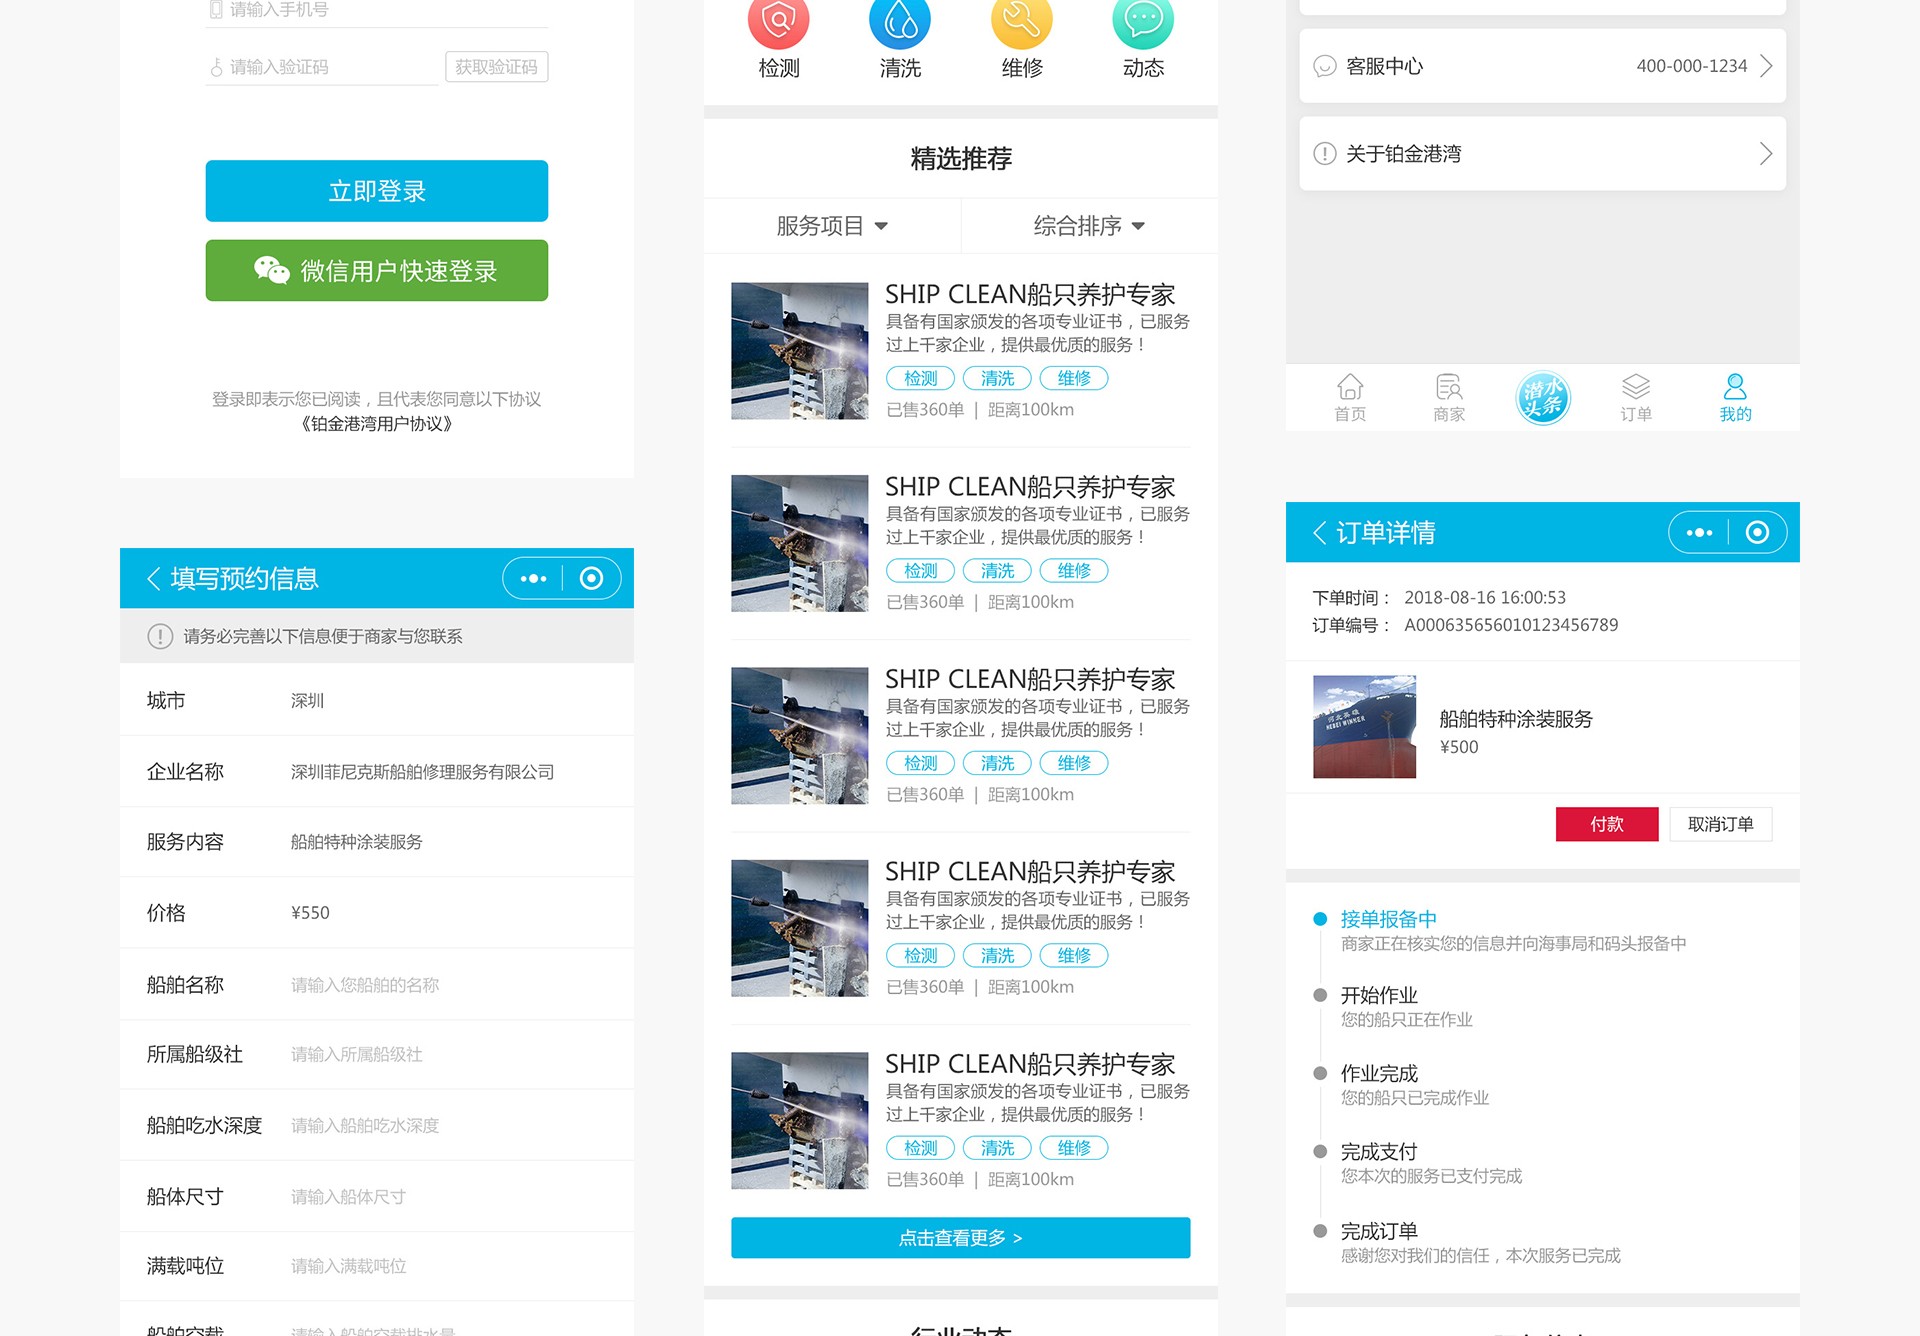 请输入手机号
请输入验证码
获取验证码
立即登录
微信用户快速登录
登录即表示您已阅读，且代表您同意以下协议
《铂金港湾用户协议》
填写预约信息
请务必完善以下信息便于商家与您联系
城市 深圳
企业名称 深圳菲尼克斯船舶修理服务有限公司
服务内容 船舶特种涂装服务
价格 ¥550
船舶名称 请输入您船舶的名称
所属船级社 请输入所属船级社
船舶吃水深度 请输入船舶吃水深度
船体尺寸 请输入船体尺寸
满载吨位 请输入满载吨位
船舶空载 请输入船舶空载排水量
检测 清洗 维修 动态
精选推荐
服务项目 综合排序
SHIP CLEAN船只养护专家
具备有国家颁发的各项专业证书，已服务
过上千家企业，提供最优质的服务！
检测 清洗 维修
已售360单 | 距离100km
SHIP CLEAN船只养护专家
具备有国家颁发的各项专业证书，已服务
过上千家企业，提供最优质的服务！
检测 清洗 维修
已售360单 | 距离100km
SHIP CLEAN船只养护专家
具备有国家颁发的各项专业证书，已服务
过上千家企业，提供最优质的服务！
检测 清洗 维修
已售360单 | 距离100km
SHIP CLEAN船只养护专家
具备有国家颁发的各项专业证书，已服务
过上千家企业，提供最优质的服务！
检测 清洗 维修
已售360单 | 距离100km
SHIP CLEAN船只养护专家
具备有国家颁发的各项专业证书，已服务
过上千家企业，提供最优质的服务！
检测 清洗 维修
已售360单 | 距离100km
点击查看更多 >
行业动态
客服中心 400-000-1234
关于铂金港湾
首页 商家 潜水头条 订单 我的
订单详情
下单时间： 2018-08-16 16:00:53
订单编号： A000635656010123456789
河北英雄
HEBEI WINNER
船舶特种涂装服务
¥500
付款 取消订单
接单报备中
商家正在核实您的信息并向海事局和码头报备中
开始作业
您的船只正在作业
作业完成
您的船只已完成作业
完成支付
您本次的服务已支付完成
完成订单
感谢您对我们的信任，本次服务已完成